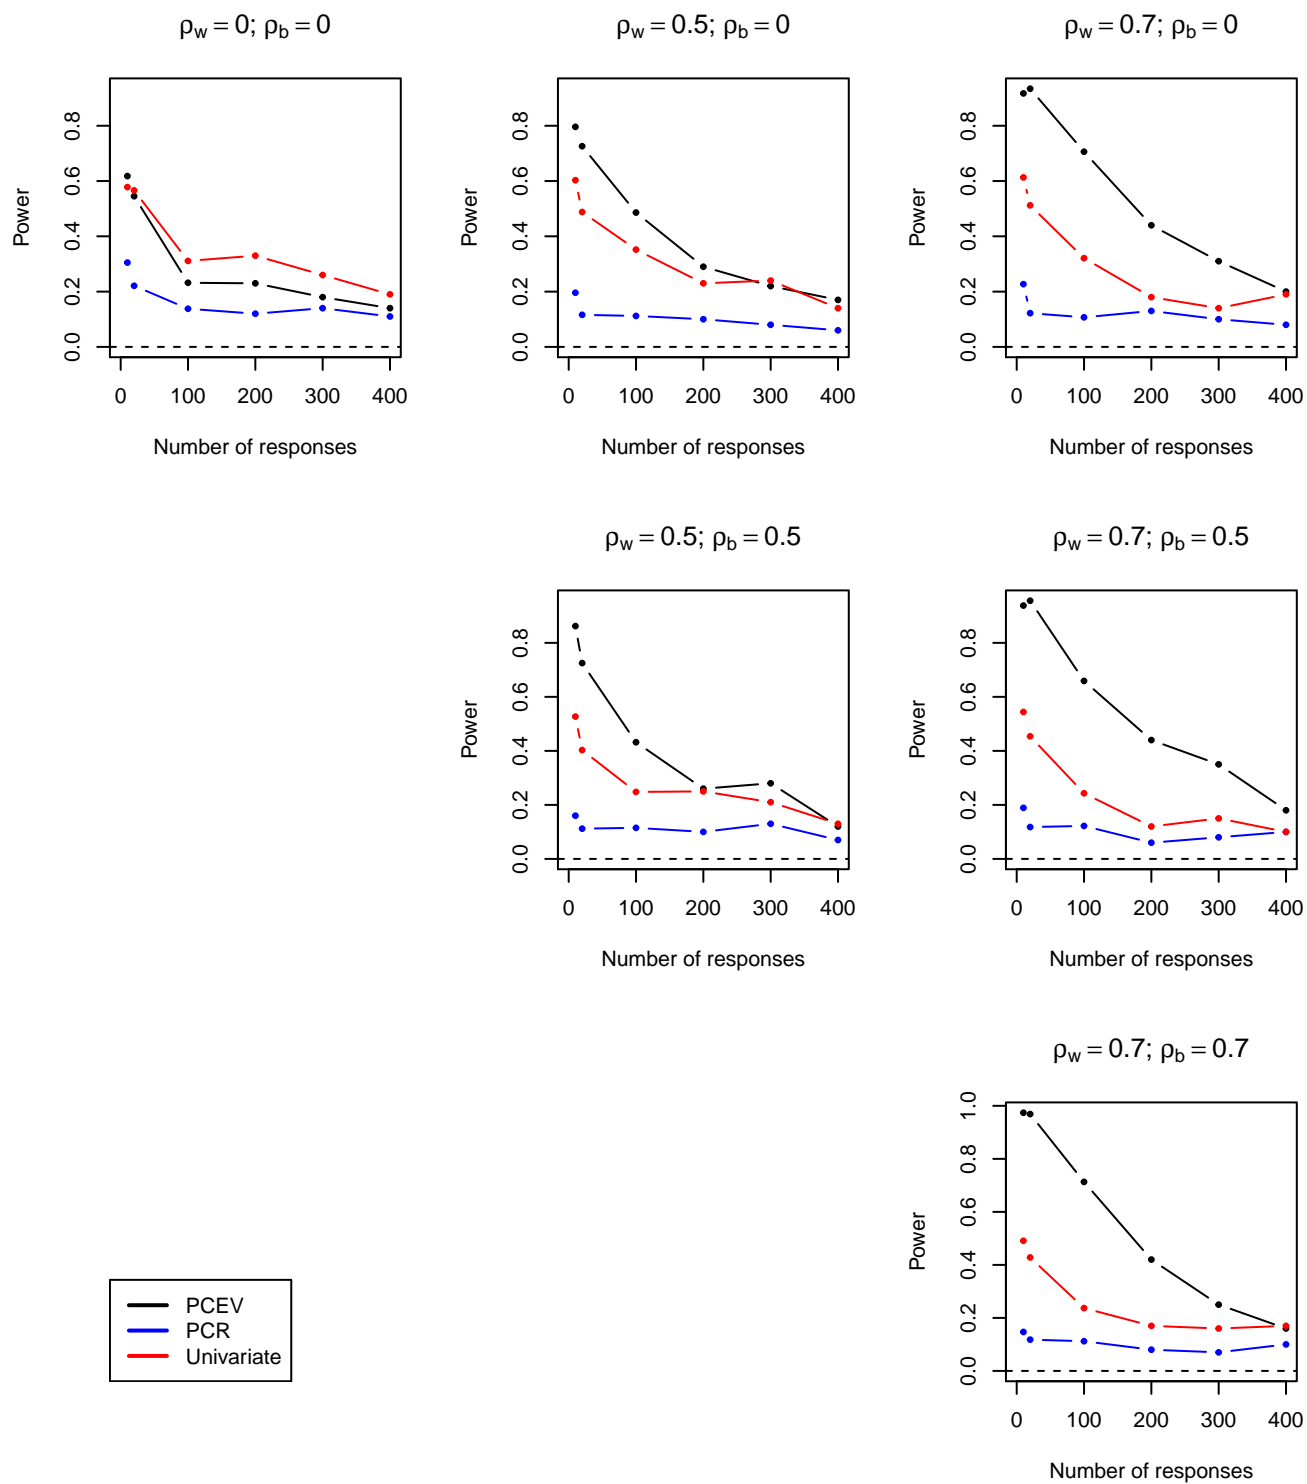 ρw = 0; ρb = 0
Power
0.0 0.2 0.4 0.6 0.8
0 100 200 300 400
Number of responses
ρw = 0.5; ρb = 0
Power
0.0 0.2 0.4 0.6 0.8
0 100 200 300 400
Number of responses
ρw = 0.7; ρb = 0
Power
0.0 0.2 0.4 0.6 0.8
0 100 200 300 400
Number of responses
ρw = 0.5; ρb = 0.5
Power
0.0 0.2 0.4 0.6 0.8
0 100 200 300 400
Number of responses
ρw = 0.7; ρb = 0.5
Power
0.0 0.2 0.4 0.6 0.8
0 100 200 300 400
Number of responses
ρw = 0.7; ρb = 0.7
Power
0.0 0.2 0.4 0.6 0.8 1.0
0 100 200 300 400
Number of responses
PCEV
PCR
Univariate